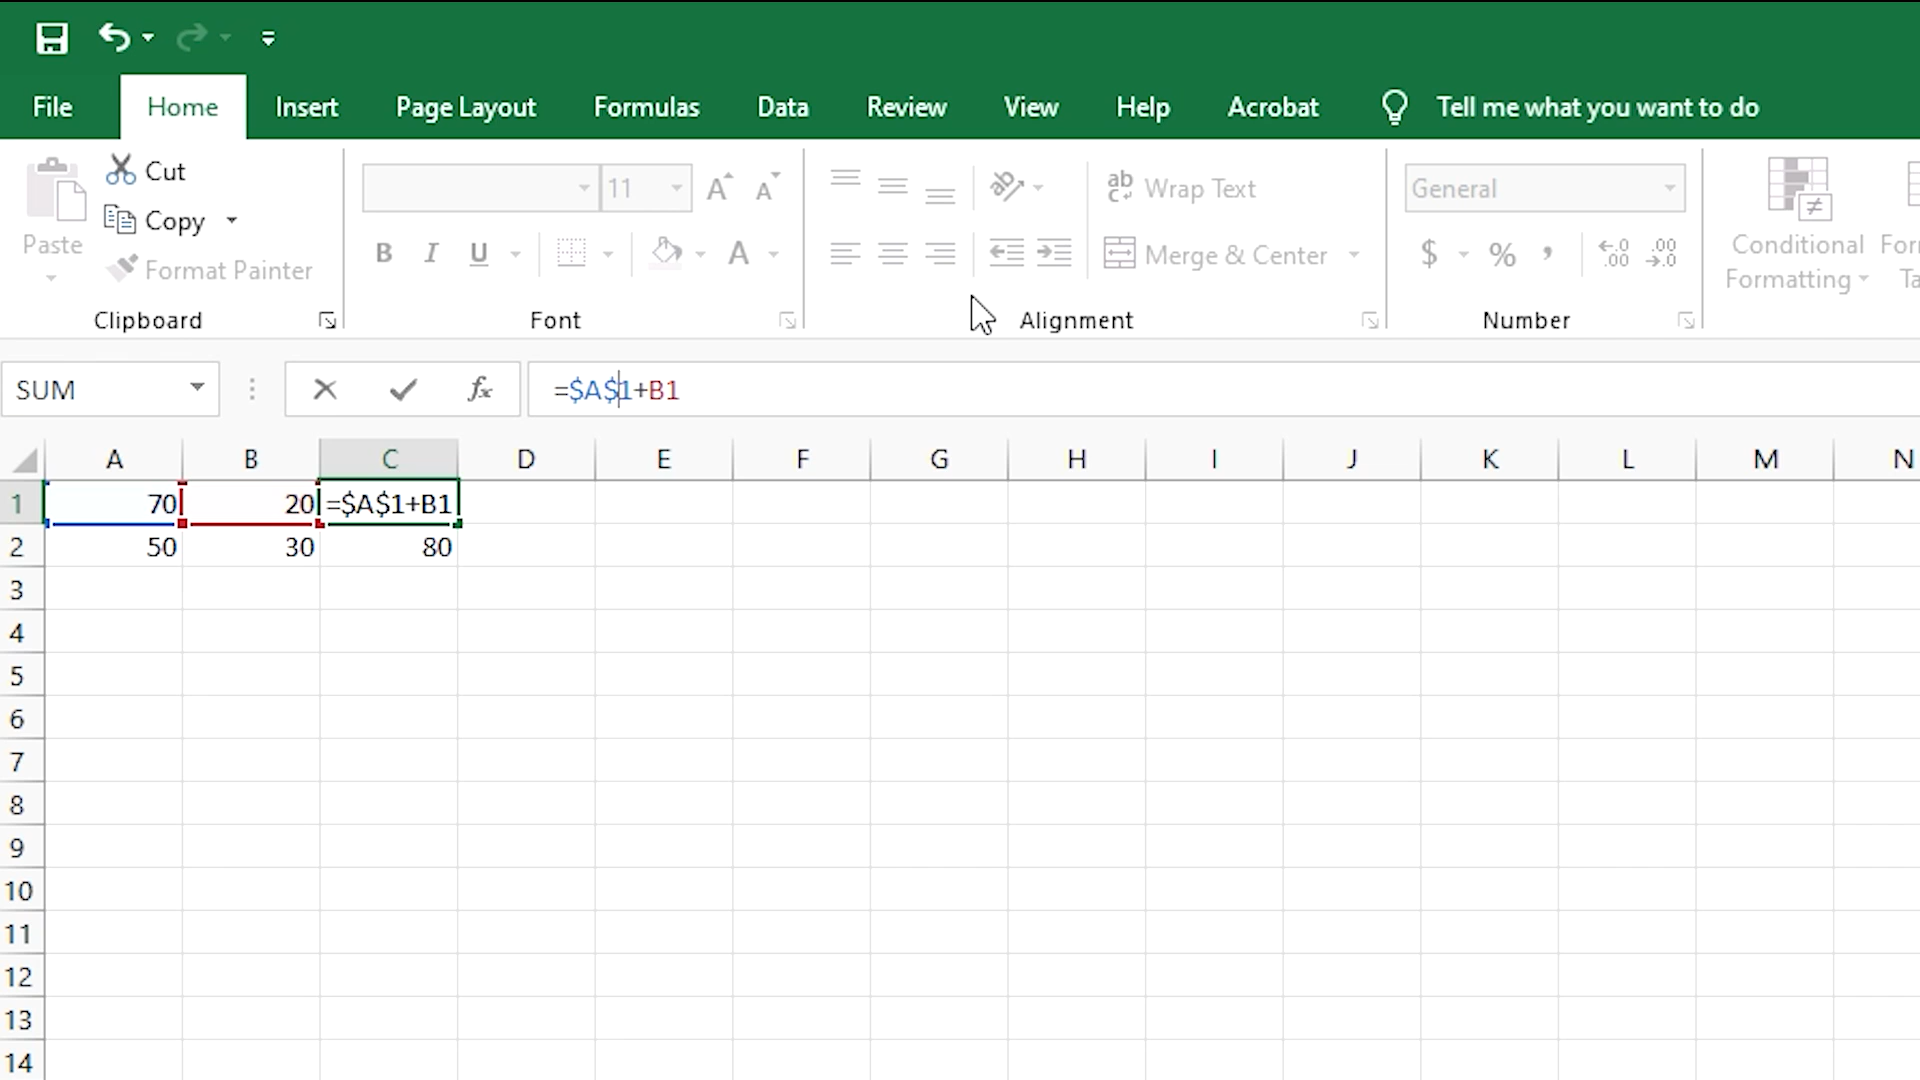 File Home Insert Page Layout Formulas Data Review View Help Acrobat Tell me what you want to do
Cut
Copy
Paste
Format Painter
Clipboard
11
B I U
Font
Wrap Text
Merge & Center
Alignment
General
$ % ,
Number
Conditional
Formatting
SUM
fx
=$A$1+B1
A B C D E F G H I J K L M N
1 70 20 =$A$1+B1
2 50 30 80
3
4
5
6
7
8
9
10
11
12
13
14